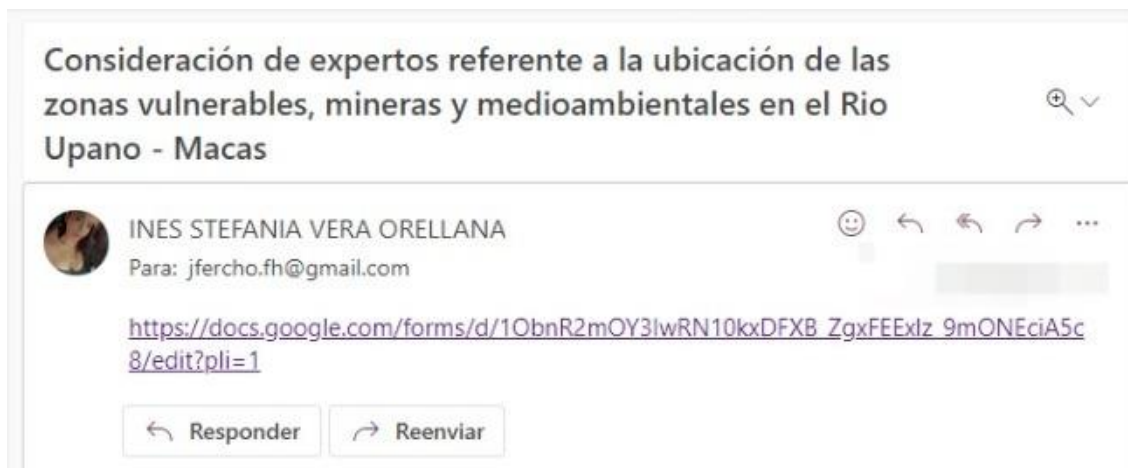 Consideración de expertos referente a la ubicación de las
zonas vulnerables, mineras y medioambientales en el Rio
Upano - Macas
INES STEFANIA VERA ORELLANA
Para: jfercho.fh@gmail.com
https://docs.google.com/forms/d/1ObnR2mOY3IwRN10kxDFXB_ZgxFEExIz_9mONEciA5c
8/edit?pli=1
Responder
Reenviar